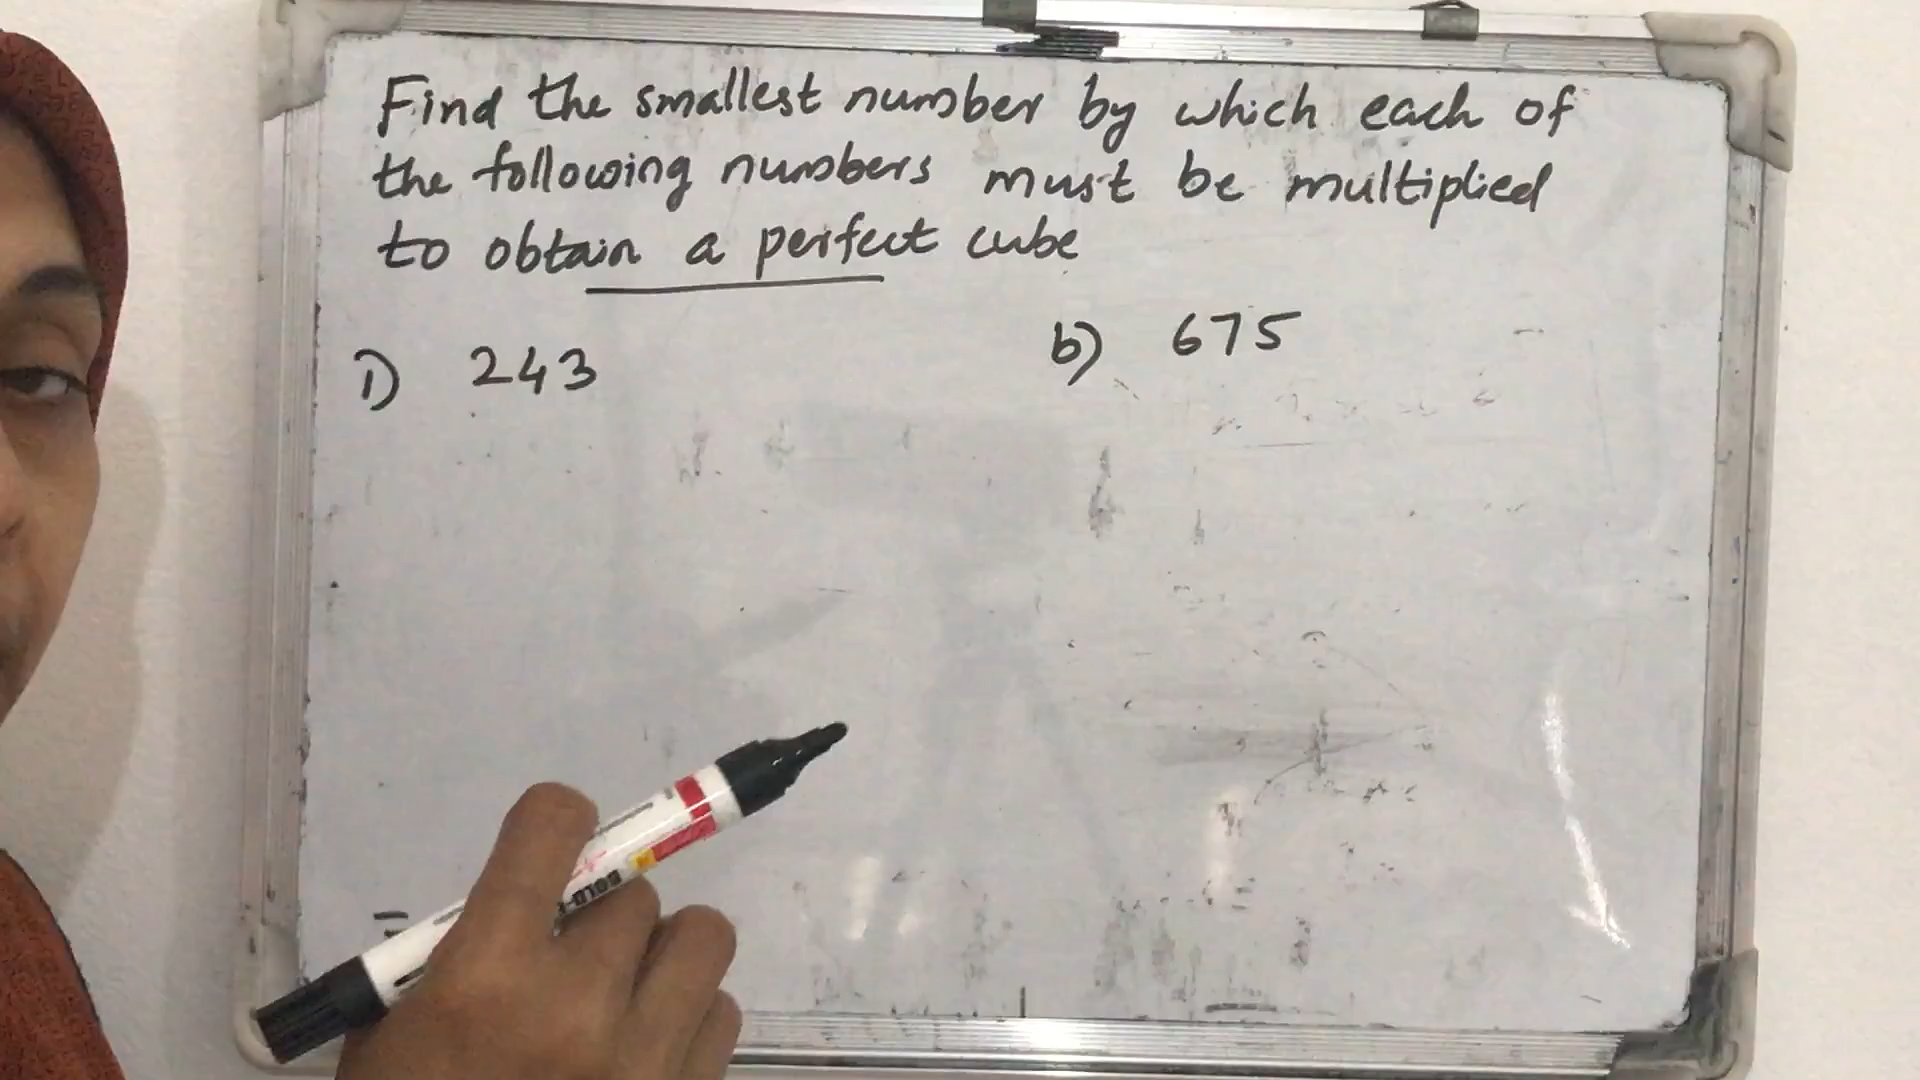 Find the smallest number by which each of
the following numbers must be multiplied
to obtain a perfect cube
1) 243
b) 675